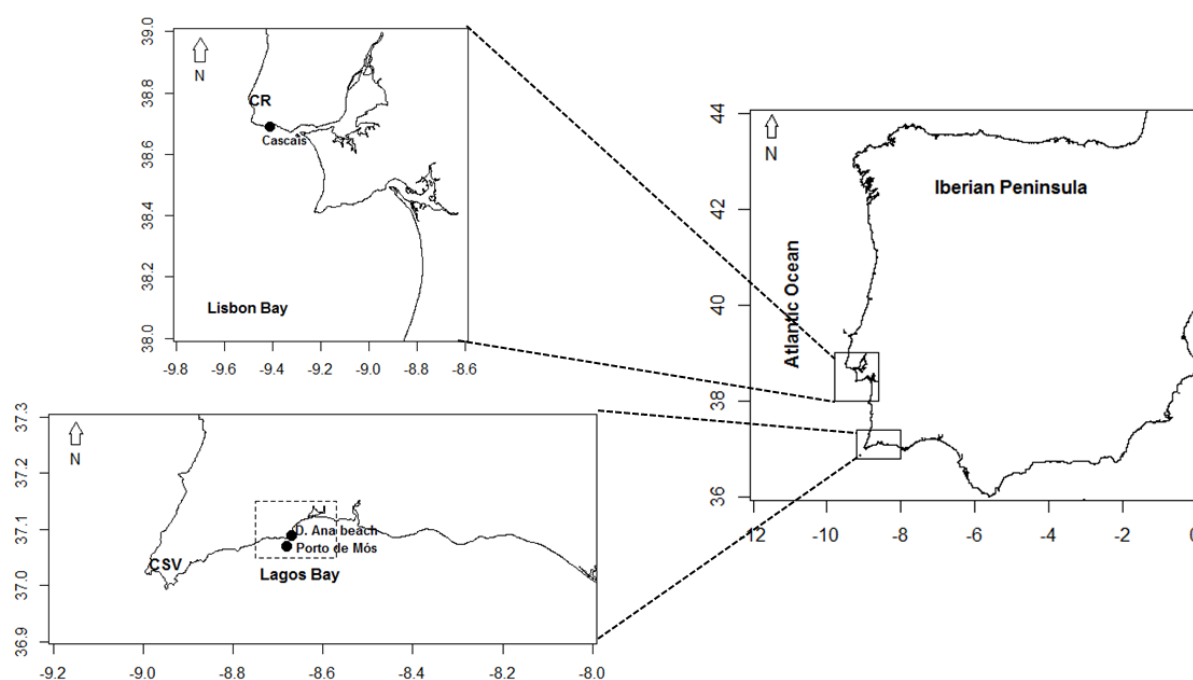 39.0
38.8
38.6
38.4
38.2
38.0
N
CR
Cascais
Lisbon Bay
-9.8 -9.6 -9.4 -9.2 -9.0 -8.8 -8.6
37.3
37.2
37.1
37.0
36.9
N
D. Ana beach
Porto de Mós
CSV
Lagos Bay
-9.2 -9.0 -8.8 -8.6 -8.4 -8.2 -8.0
44
42
40
38
36
N
Iberian Peninsula
Atlantic Ocean
-12 -10 -8 -6 -4 -2 0